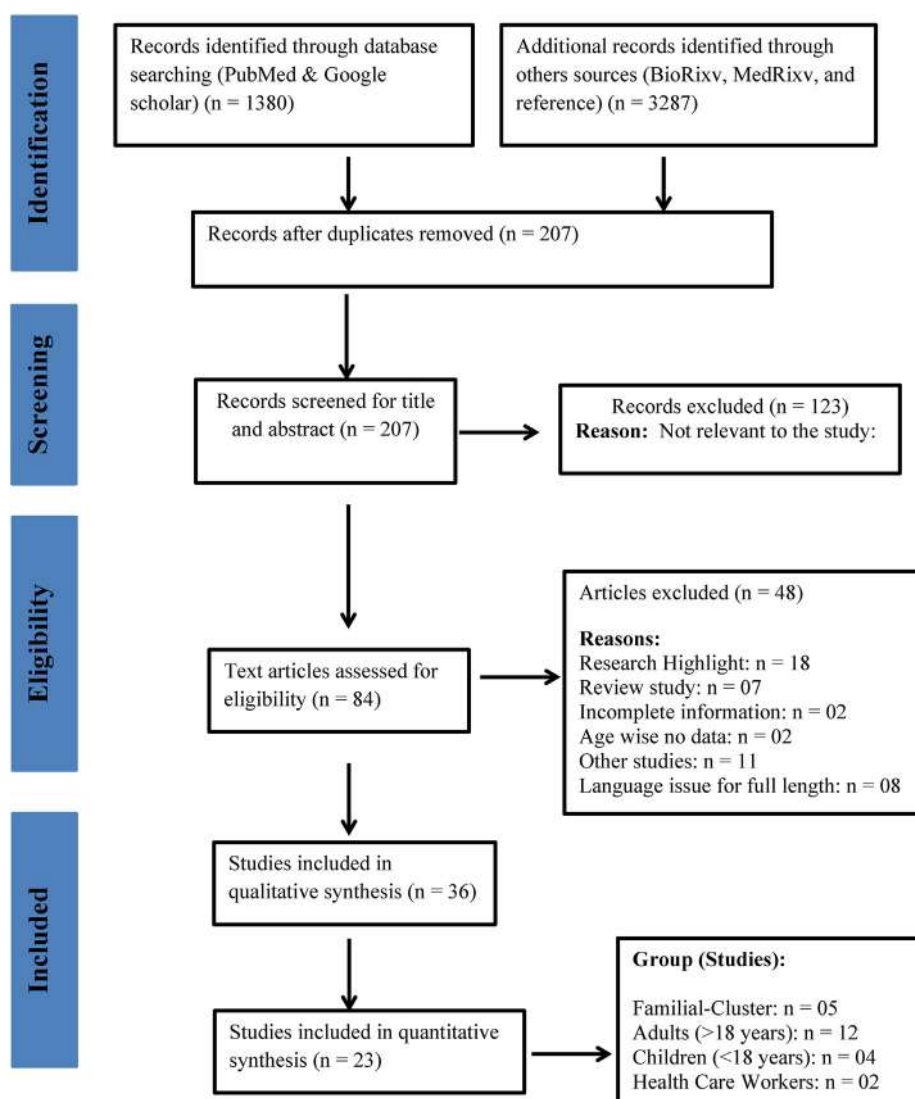 Identification
Records identified through database
searching (PubMed & Google
scholar) (n = 1380)
Additional records identified through
others sources (BioRixv, MedRixv, and
reference) (n = 3287)
Records after duplicates removed (n = 207)
Screening
Records screened for title
and abstract (n = 207)
Records excluded (n = 123)
Reason: Not relevant to the study:
Eligibility
Text articles assessed for
eligibility (n = 84)
Articles excluded (n = 48)
Reasons:
Research Highlight: n = 18
Review study: n = 07
Incomplete information: n = 02
Age wise no data: n = 02
Other studies: n = 11
Language issue for full length: n = 08
Included
Studies included in
qualitative synthesis (n = 36)
Studies included in quantitative
synthesis (n = 23)
Group (Studies):
Familial-Cluster: n = 05
Adults (>18 years): n = 12
Children (<18 years): n = 04
Health Care Workers: n = 02